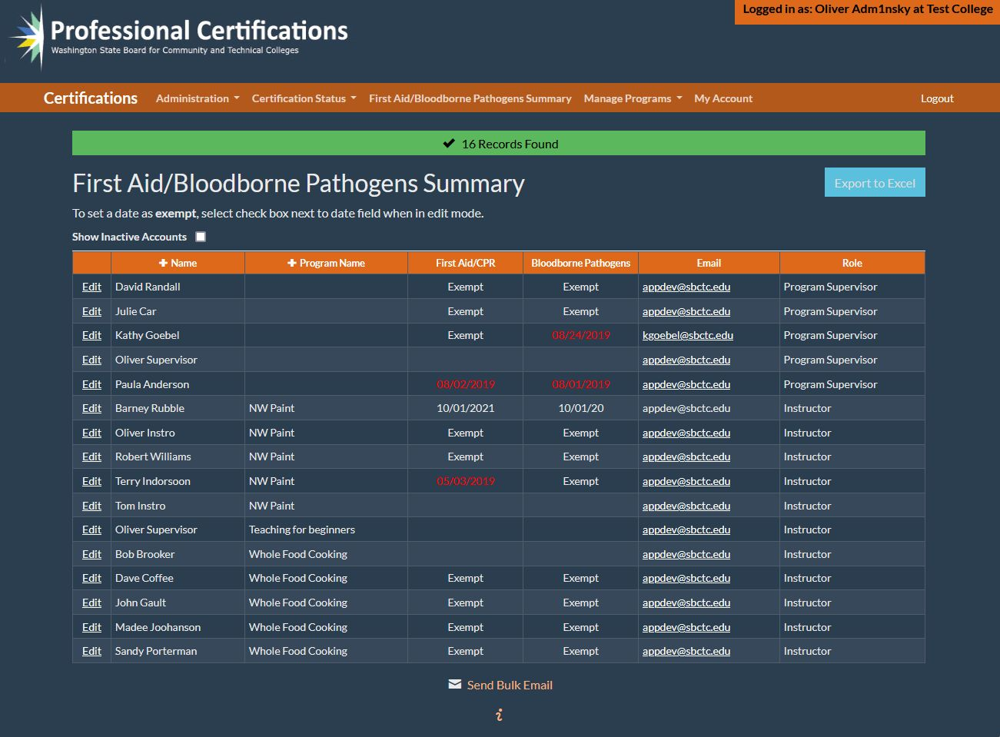 Logged in as: Oliver Adm1nsky at Test College
Professional Certifications
Washington State Board for Community and Technical Colleges
Certifications Administration Certification Status First Aid/Bloodborne Pathogens Summary Manage Programs My Account Logout
16 Records Found
First Aid/Bloodborne Pathogens Summary Export to Excel
To set a date as exempt, select check box next to date field when in edit mode.
Show Inactive Accounts
Name Program Name First Aid/CPR Bloodborne Pathogens Email Role
Edit David Randall Exempt Exempt appdev@sbctc.edu Program Supervisor
Edit Julie Car Exempt Exempt appdev@sbctc.edu Program Supervisor
Edit Kathy Goebel Exempt 08/24/2019 kgoebel@sbctc.edu Program Supervisor
Edit Oliver Supervisor appdev@sbctc.edu Program Supervisor
Edit Paula Anderson 08/02/2019 08/01/2019 appdev@sbctc.edu Program Supervisor
Edit Barney Rubble NW Paint 10/01/2021 10/01/20 appdev@sbctc.edu Instructor
Edit Oliver Instro NW Paint Exempt Exempt appdev@sbctc.edu Instructor
Edit Robert Williams NW Paint Exempt Exempt appdev@sbctc.edu Instructor
Edit Terry Indorsoon NW Paint 05/03/2019 Exempt appdev@sbctc.edu Instructor
Edit Tom Instro NW Paint appdev@sbctc.edu Instructor
Edit Oliver Supervisor Teaching for beginners appdev@sbctc.edu Instructor
Edit Bob Brooker Whole Food Cooking appdev@sbctc.edu Instructor
Edit Dave Coffee Whole Food Cooking Exempt Exempt appdev@sbctc.edu Instructor
Edit John Gault Whole Food Cooking Exempt Exempt appdev@sbctc.edu Instructor
Edit Madee Joohanson Whole Food Cooking Exempt Exempt appdev@sbctc.edu Instructor
Edit Sandy Porterman Whole Food Cooking Exempt Exempt appdev@sbctc.edu Instructor
Send Bulk Email